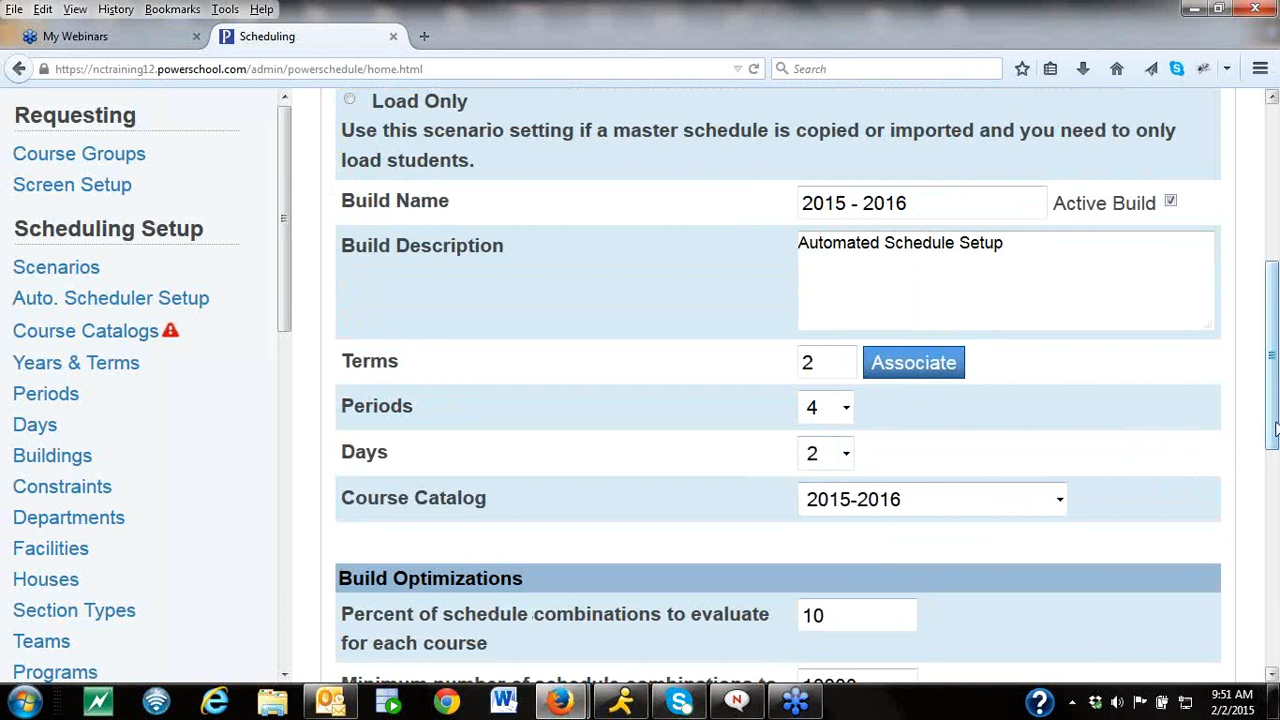 File Edit View History Bookmarks Tools Help
My Webinars
Scheduling
https://nctraining12.powerschool.com/admin/powerschedule/home.html
Search
Requesting
Course Groups
Screen Setup
Scheduling Setup
Scenarios
Auto. Scheduler Setup
Course Catalogs
Years & Terms
Periods
Days
Buildings
Constraints
Departments
Facilities
Houses
Section Types
Teams
Programs
Load Only
Use this scenario setting if a master schedule is copied or imported and you need to only
load students.
Build Name 2015 - 2016 Active Build
Build Description Automated Schedule Setup
Terms 2 Associate
Periods 4
Days 2
Course Catalog 2015-2016
Build Optimizations
Percent of schedule combinations to evaluate 10
for each course
Minimum number of schedule combinations
9:51 AM
2/2/2015